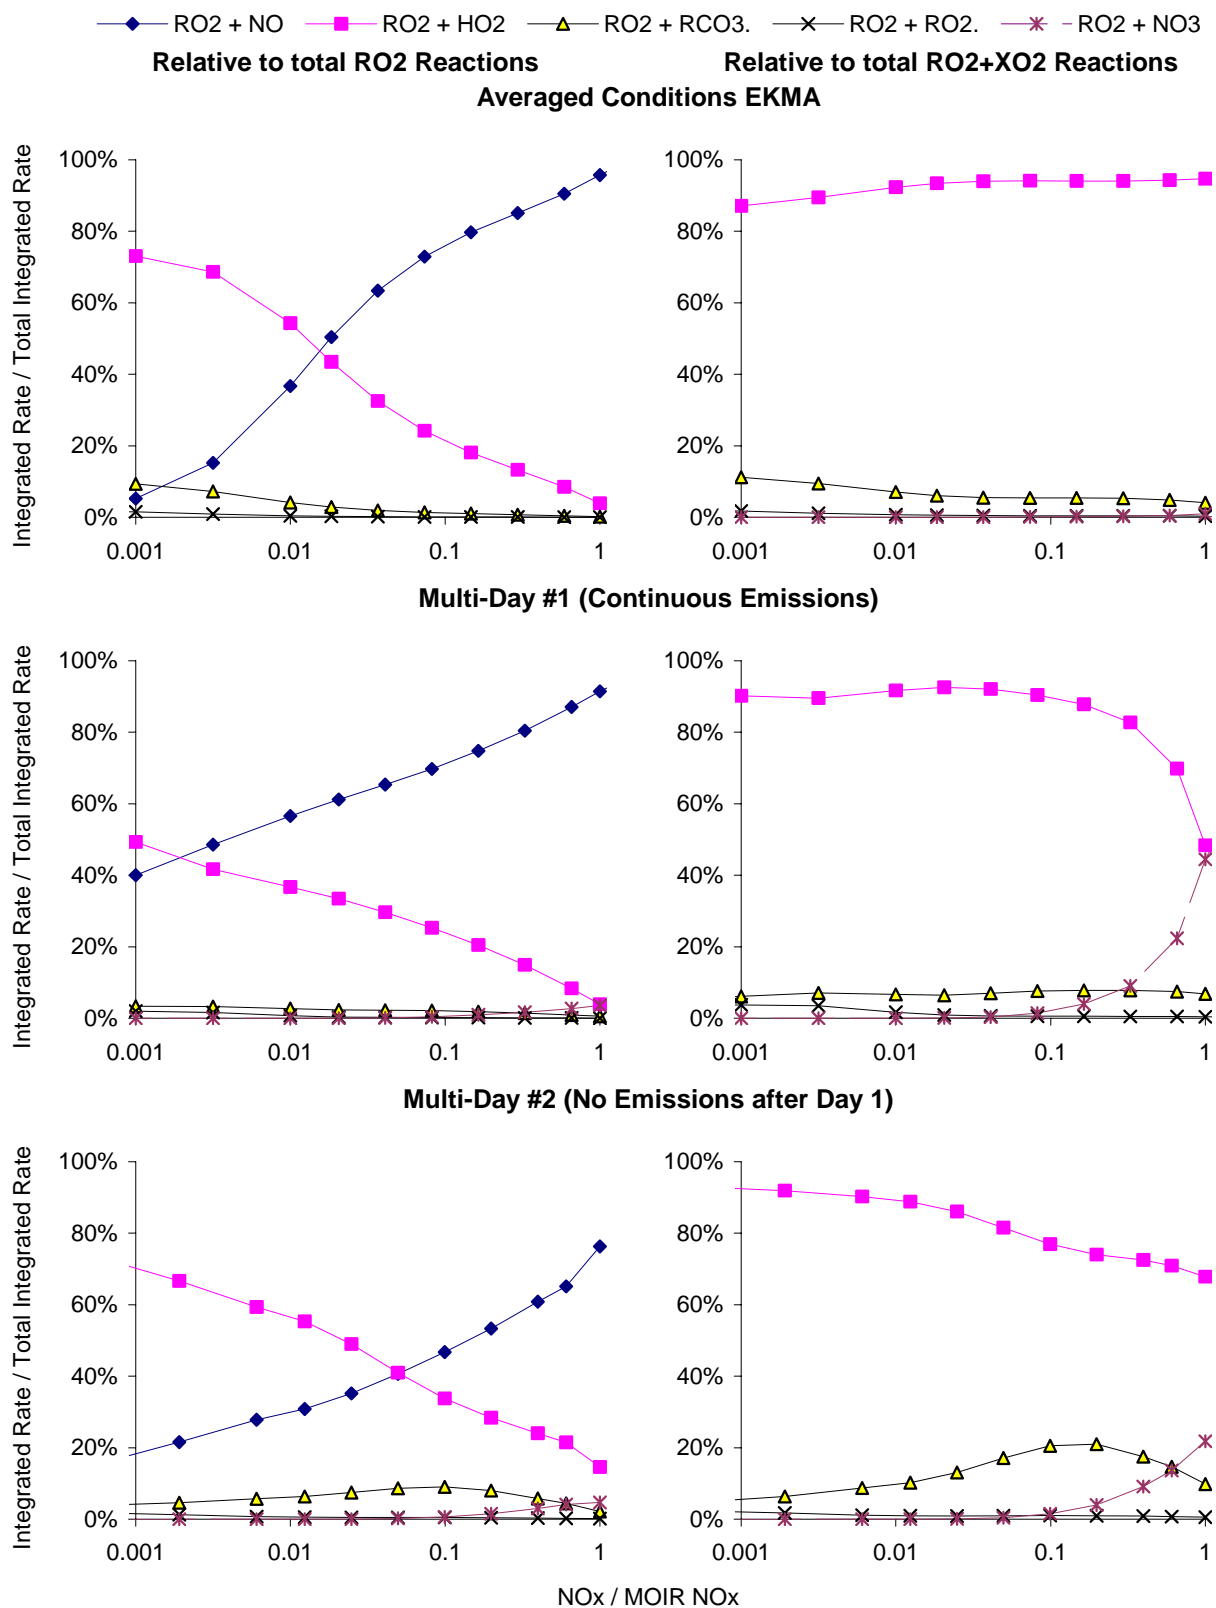 RO2 + NO RO2 + HO2 RO2 + RCO3. RO2 + RO2. RO2 + NO3
Relative to total RO2 Reactions Relative to total RO2+XO2 Reactions
Averaged Conditions EKMA
Integrated Rate / Total Integrated Rate
100% 100%
80% 80%
60% 60%
40% 40%
20% 20%
0% 0%
0.001 0.01 0.1 1 0.001 0.01 0.1 1
Multi-Day #1 (Continuous Emissions)
Integrated Rate / Total Integrated Rate
100% 100%
80% 80%
60% 60%
40% 40%
20% 20%
0% 0%
0.001 0.01 0.1 1 0.001 0.01 0.1 1
Multi-Day #2 (No Emissions after Day 1)
Integrated Rate / Total Integrated Rate
100% 100%
80% 80%
60% 60%
40% 40%
20% 20%
0% 0%
0.001 0.01 0.1 1 0.001 0.01 0.1 1
NOx / MOIR NOx